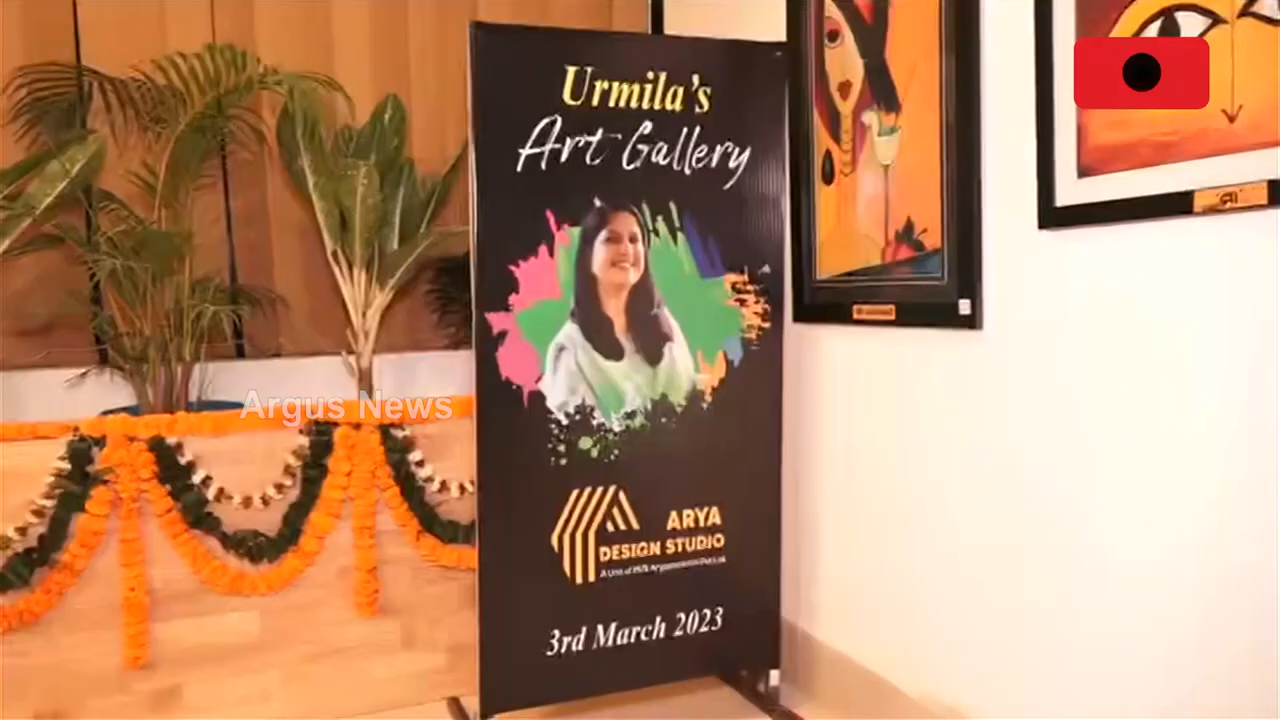 Urmila's
Art Gallery
Argus News
ARYA
DESIGN STUDIO
3rd March 2023